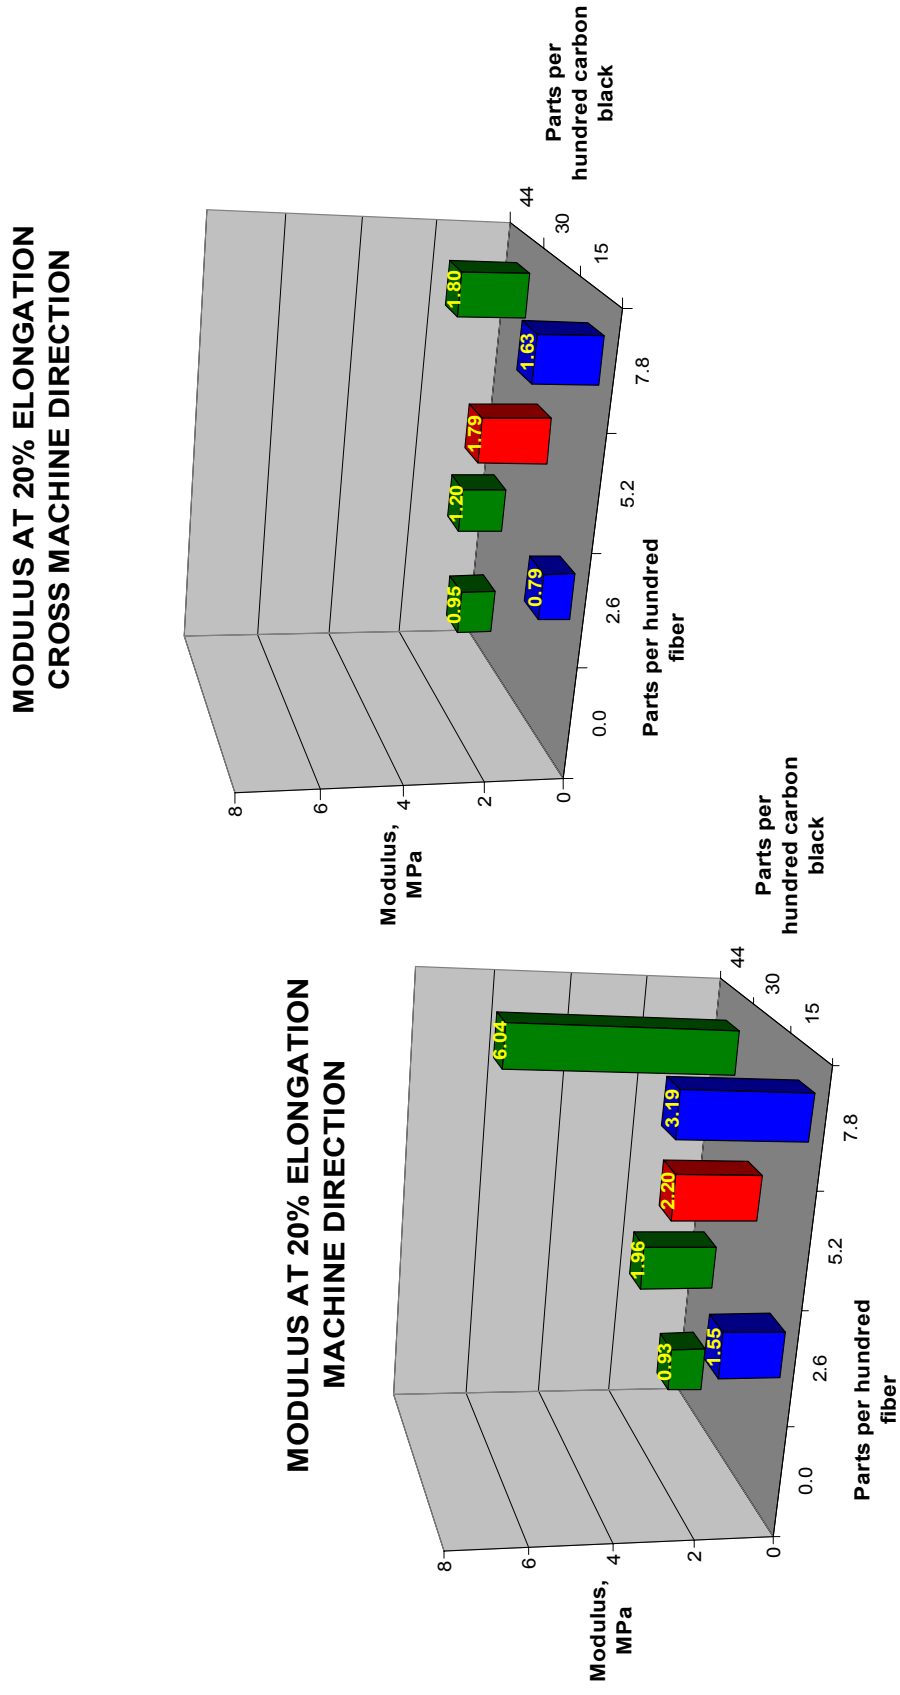 MODULUS AT 20% ELONGATION
MACHINE DIRECTION
8
6
4
2
0
Modulus,
MPa
0.93
1.96
6.04
2.20
1.55
3.19
0.0
2.6
5.2
7.8
Parts per hundred
fiber
15
30
44
Parts per
hundred carbon
black
MODULUS AT 20% ELONGATION
CROSS MACHINE DIRECTION
8
6
4
2
0
Modulus,
MPa
0.95
1.20
1.80
1.79
0.79
1.63
0.0
2.6
5.2
7.8
Parts per hundred
fiber
15
30
44
Parts per
hundred carbon
black